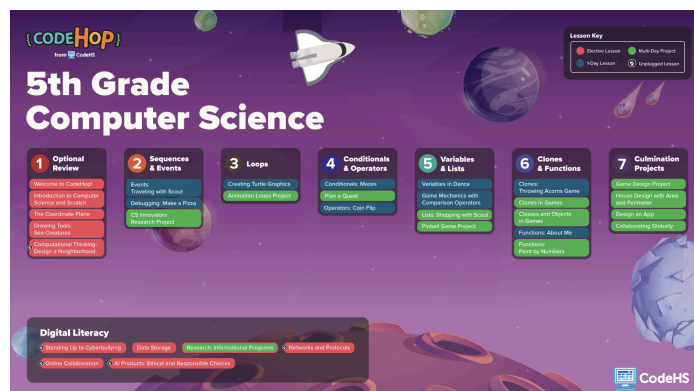 {CODEHOP}
from CodeHS
5th Grade
Computer Science
Lesson Key
Elective Lesson
Multi-Day Project
1-Day Lesson
Unplugged Lesson
1
Optional
Review
Welcome to CodeHop!
Introduction to Computer
Science and Scratch
The Coordinate Plane
Drawing Tools:
Sea Creatures
Computational Thinking:
Design a Neighborhood
2
Sequences
& Events
Events:
Traveling with Scout
Debugging: Make a Pizza
CS Innovators
Research Project
3
Loops
Creating Turtle Graphics
Animation Loops Project
4
Conditionals
& Operators
Conditionals: Mazes
Plan a Quest
Operators: Coin Flip
5
Variables
& Lists
Variables in Dance
Game Mechanics with
Comparison Operators
Lists: Shopping with Scout
Pinball Game Project
6
Clones
& Functions
Clones:
Throwing Acorns Game
Clones in Games
Classes and Objects
in Games
Functions: About Me
Functions:
Paint by Numbers
7
Culmination
Projects
Game Design Project
House Design with Area
and Perimeter
Design an App
Collaborating Globally
Digital Literacy
Standing Up to Cyberbullying
Data Storage
Research: Informational Programs
Networks and Protocols
Online Collaboration
AI Products: Ethical and Responsible Choices
CodeHS